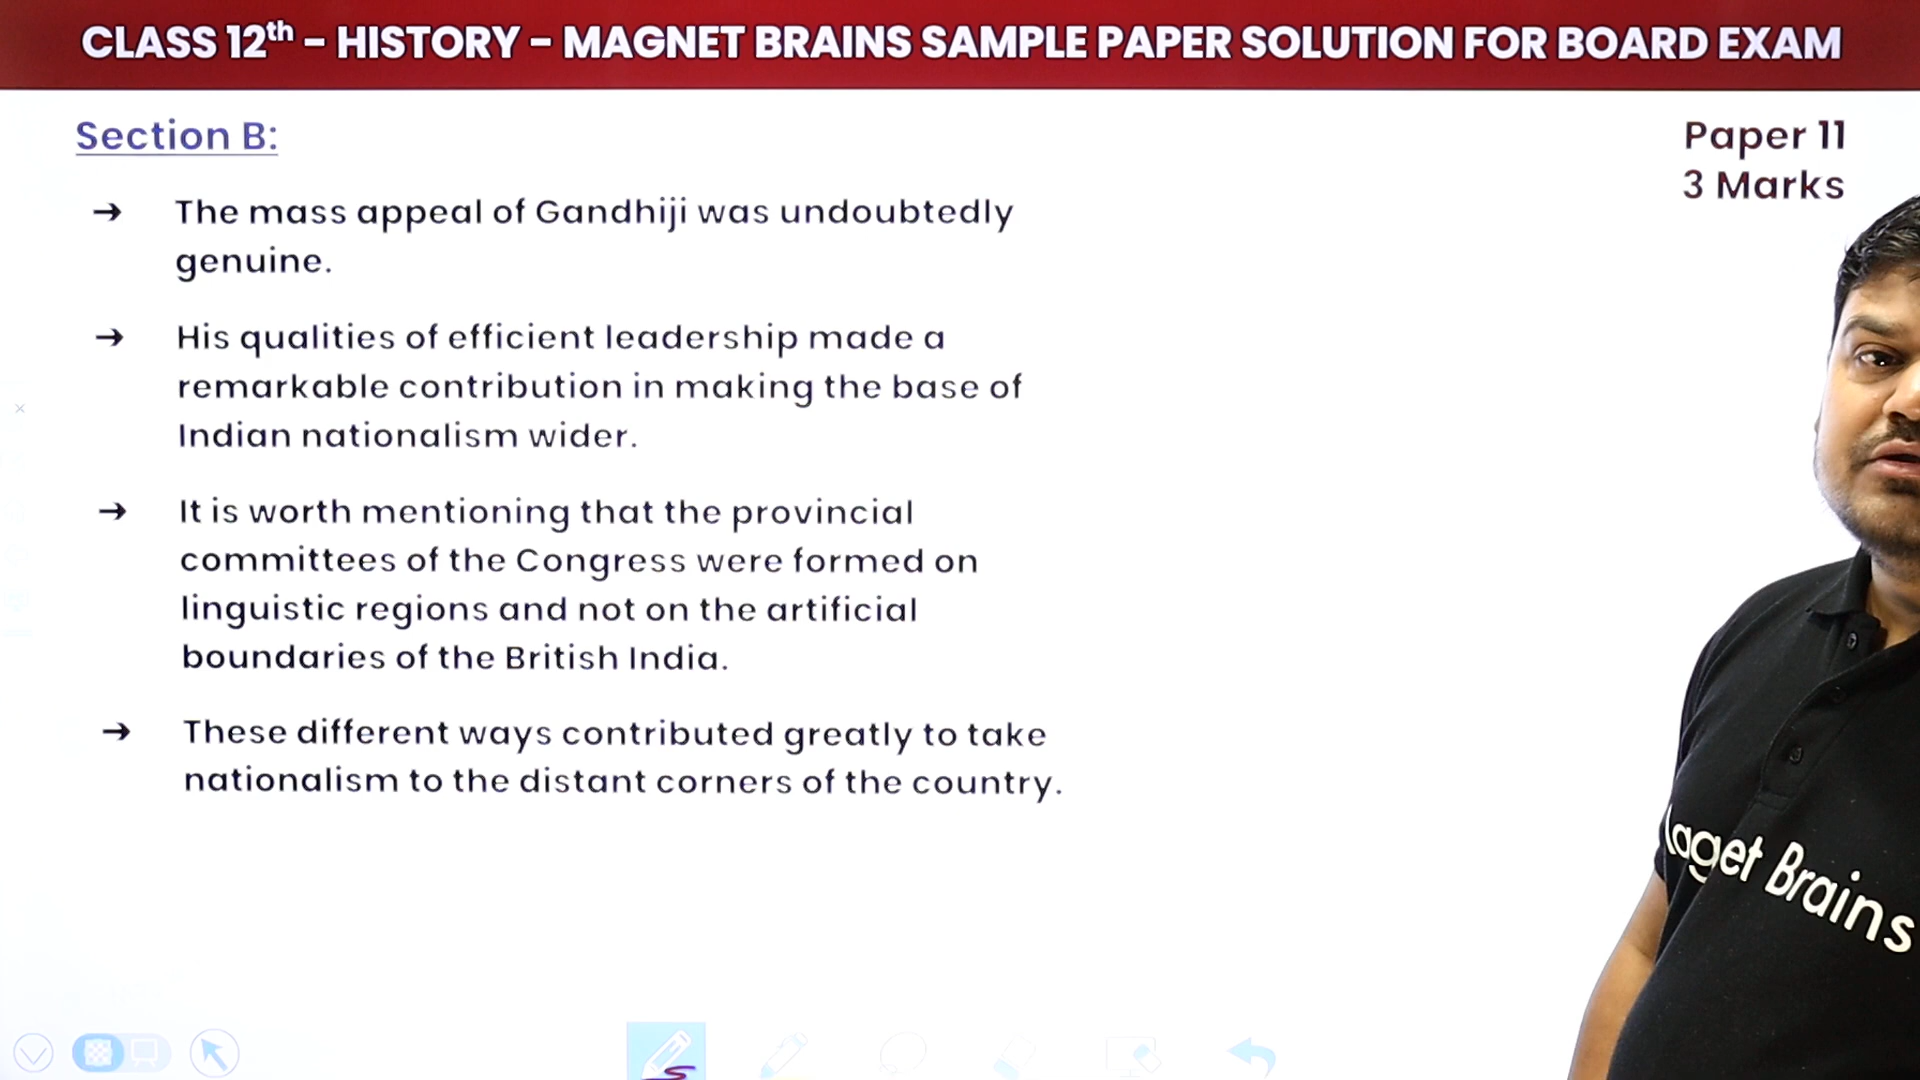 CLASS 12th - HISTORY - MAGNET BRAINS SAMPLE PAPER SOLUTION FOR BOARD EXAM
Section B:
Paper 11
3 Marks
→ The mass appeal of Gandhiji was undoubtedly
genuine.
→ His qualities of efficient leadership made a
remarkable contribution in making the base of
Indian nationalism wider.
→ It is worth mentioning that the provincial
committees of the Congress were formed on
linguistic regions and not on the artificial
boundaries of the British India.
→ These different ways contributed greatly to take
nationalism to the distant corners of the country.
aget Brains